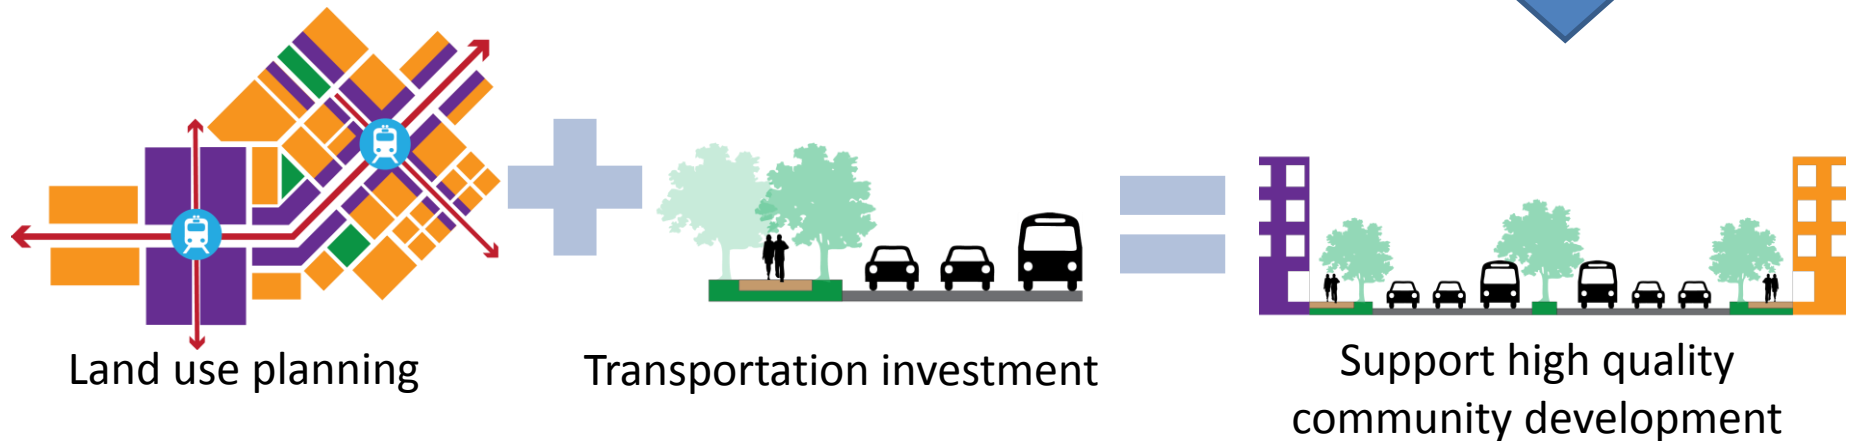 Land use planning
Transportation investment
Support high quality
community development